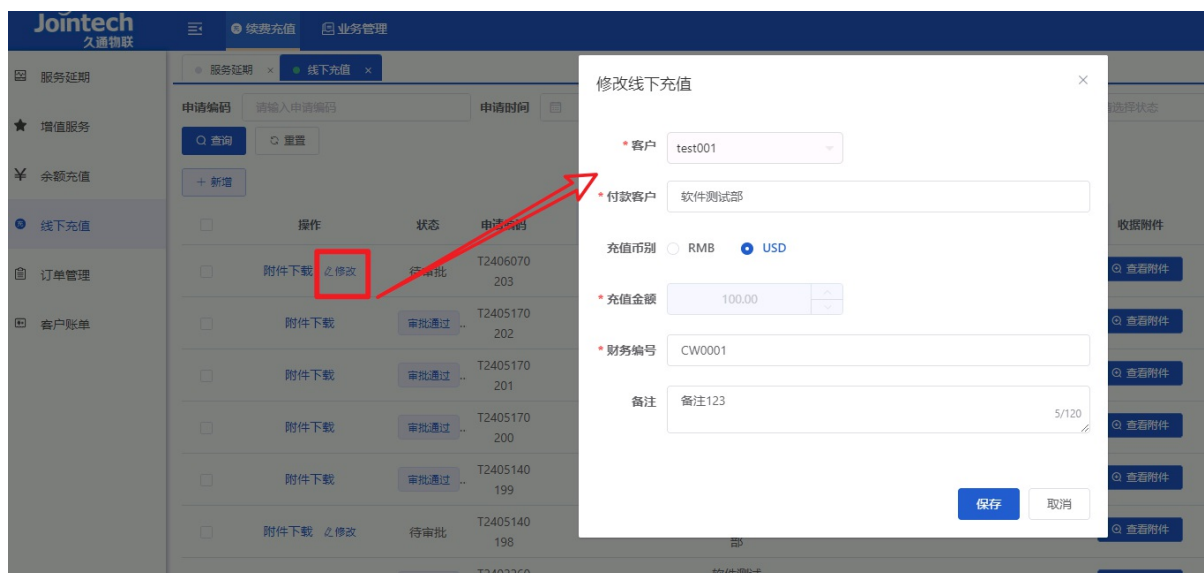 Jointech
久通物联
续费充值 业务管理
服务延期
增值服务
余额充值
线下充值
订单管理
客户账单
服务延期 × 线下充值 ×
申请编码 请输入申请编码 申请时间
选择状态
查询 重置
+ 新增
操作 状态 申请编码 收据附件
附件下载 修改 待审批 T2406070
203 查看附件
附件下载 审批通过 .. T2405170
202 查看附件
附件下载 审批通过 .. T2405170
201 查看附件
附件下载 审批通过 .. T2405170
200 查看附件
附件下载 审批通过 .. T2405140
199 查看附件
附件下载 修改 待审批 T2405140
198 查看附件
部
修改线下充值 ×
* 客户 test001
* 付款客户 软件测试部
充值币别 RMB USD
* 充值金额 100.00
* 财务编号 CW0001
备注 备注123
5/120
保存 取消